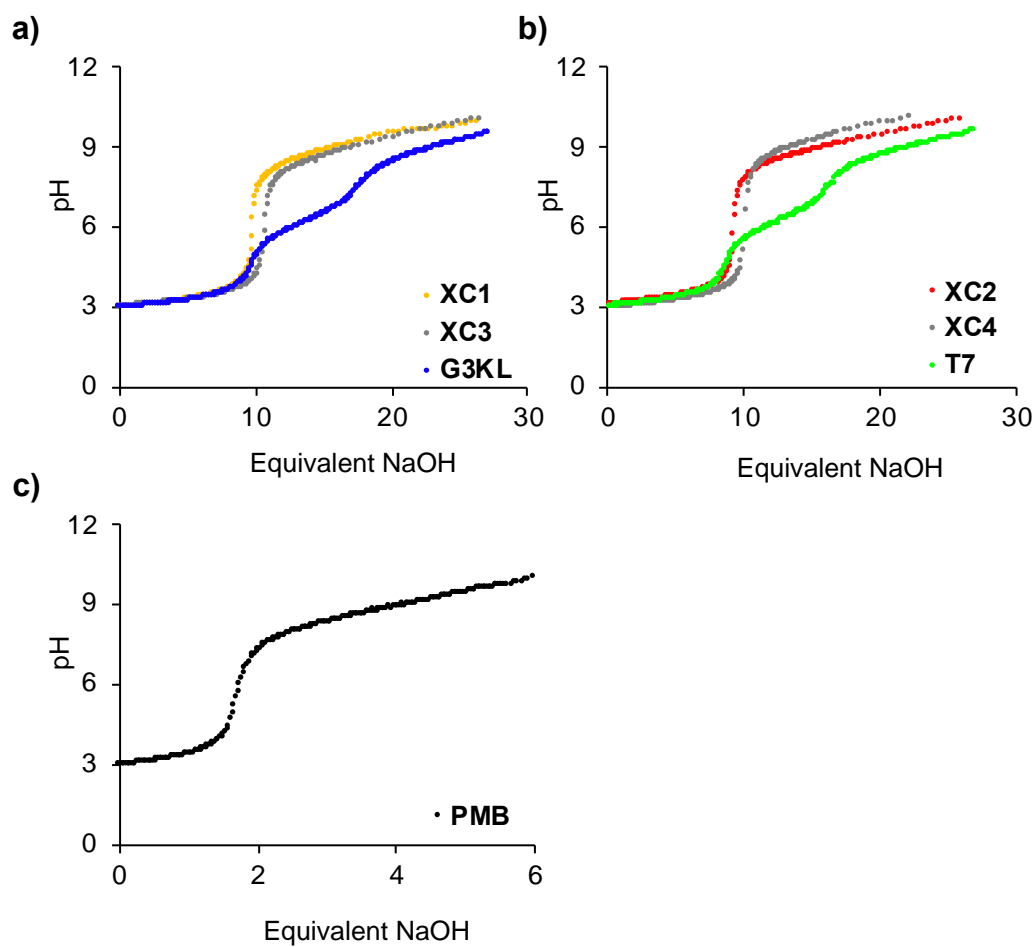 a)
12
9
6
3
0
pH
0 10 20 30
Equivalent NaOH
XC1
XC3
G3KL
b)
12
9
6
3
0
pH
0 10 20 30
Equivalent NaOH
XC2
XC4
T7
c)
12
9
6
3
0
pH
0 2 4 6
Equivalent NaOH
PMB